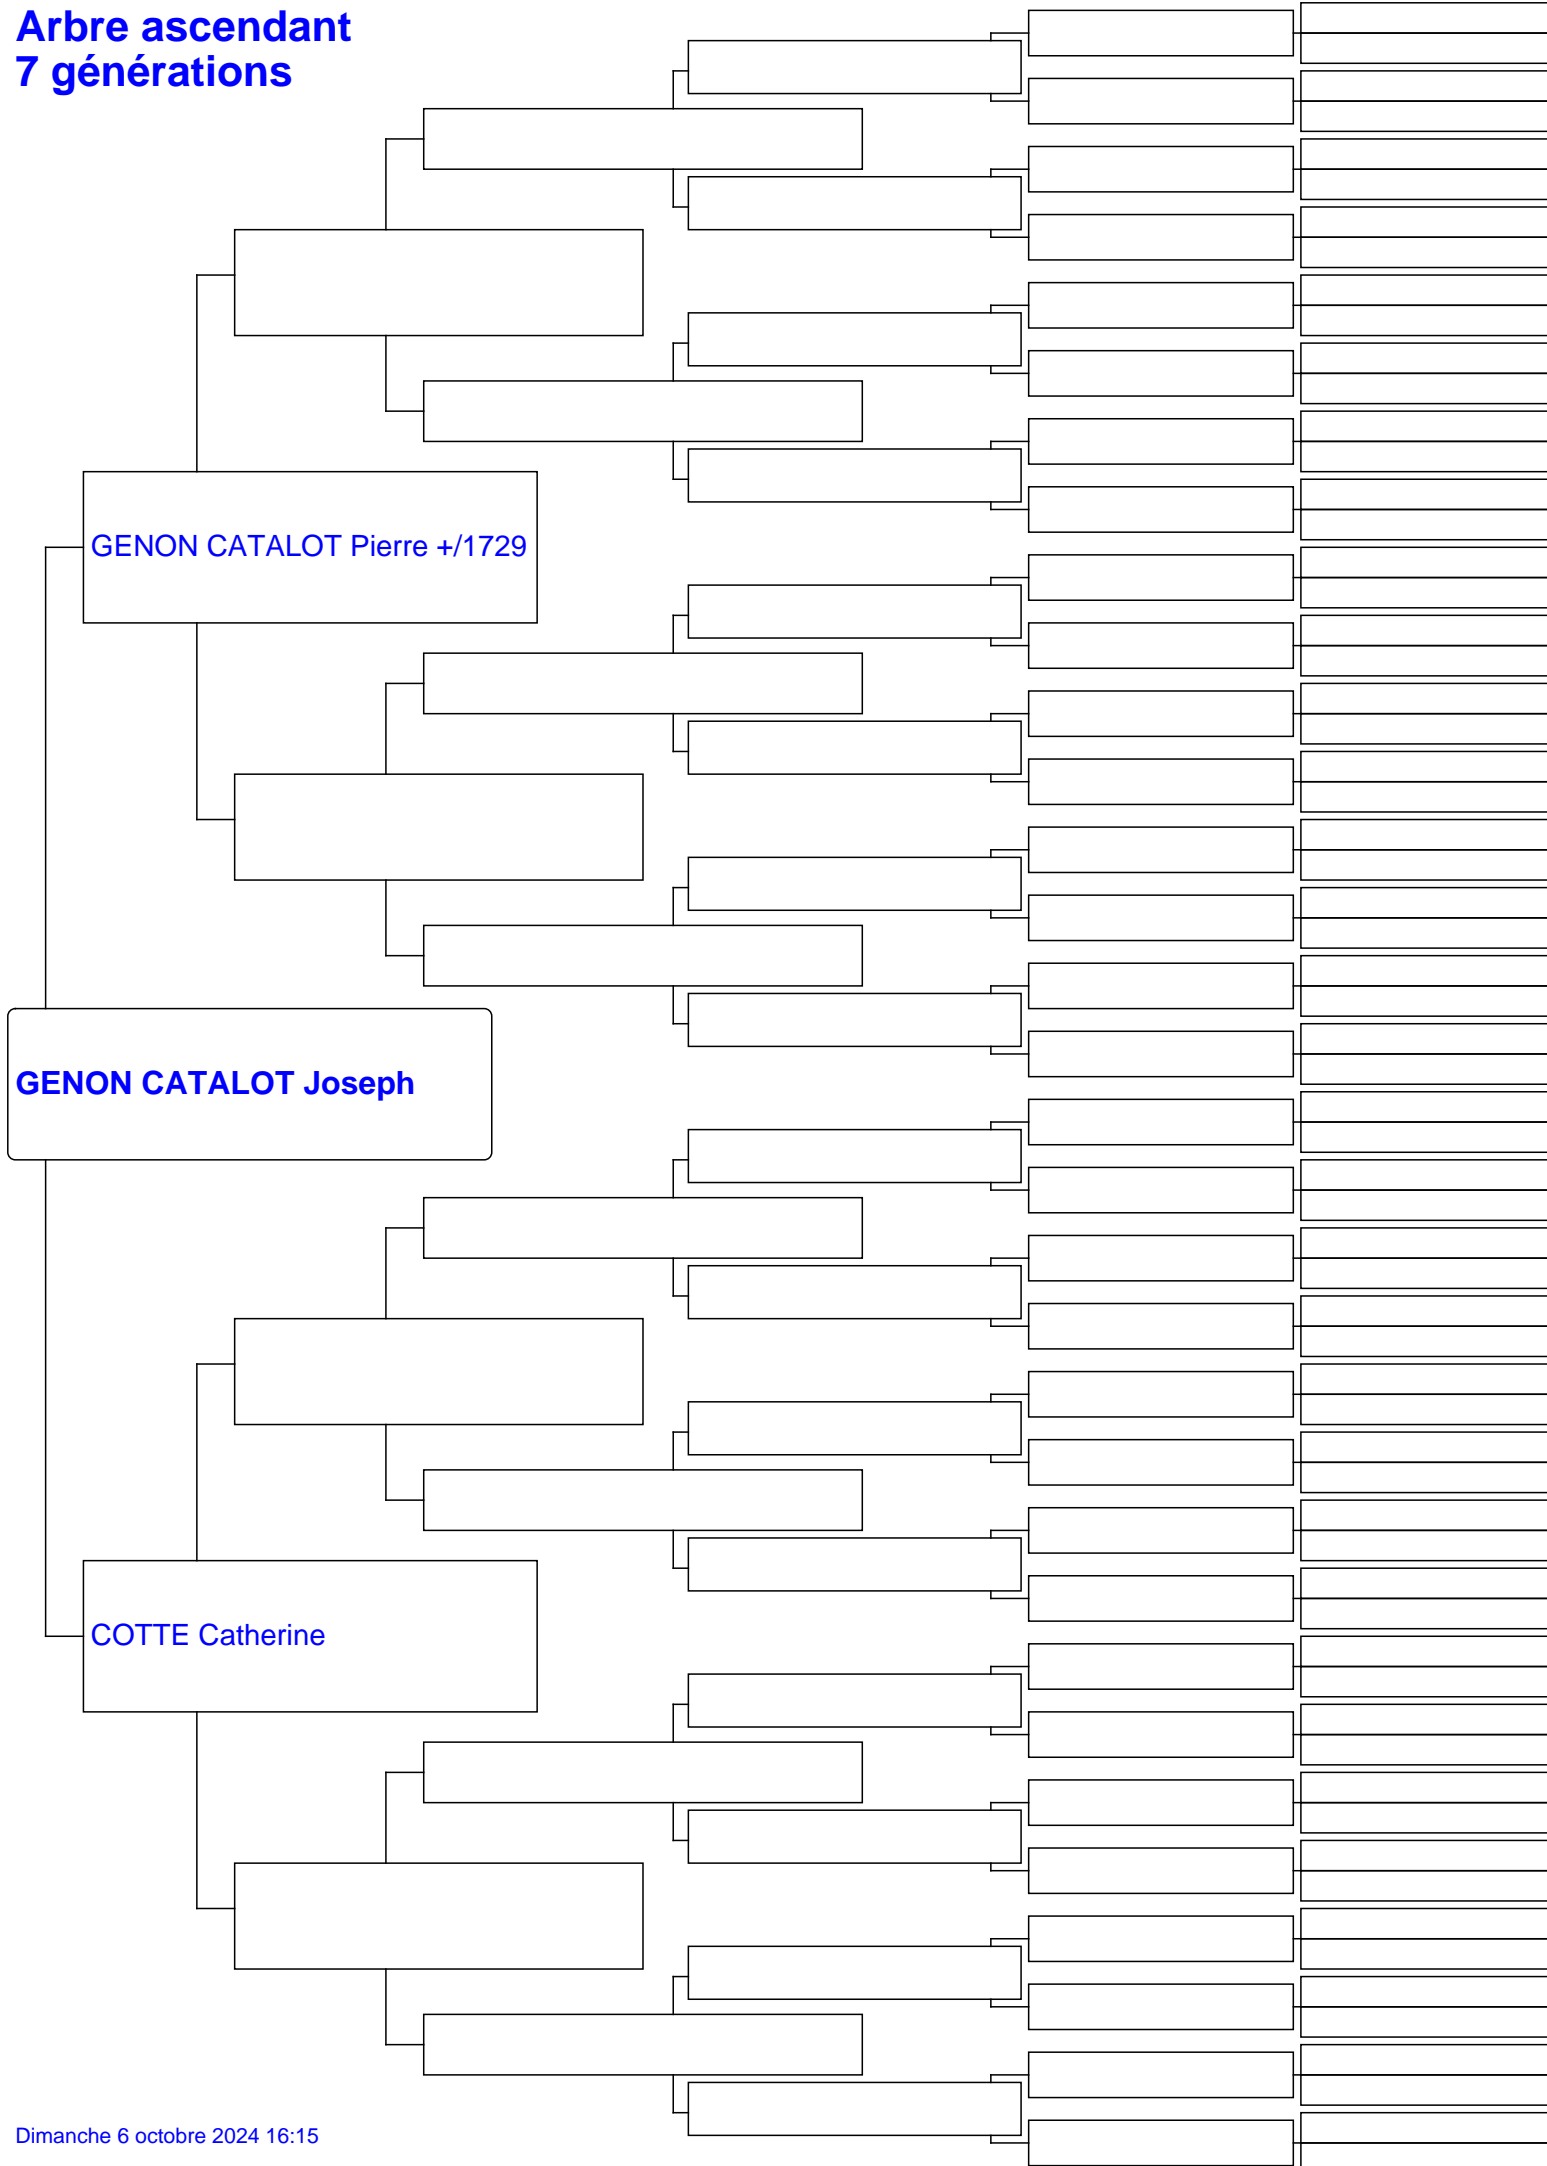 Arbre ascendant
7 générations
GENON CATALOT Pierre +/1729
GENON CATALOT Joseph
COTTE Catherine
Dimanche 6 octobre 2024 16:15